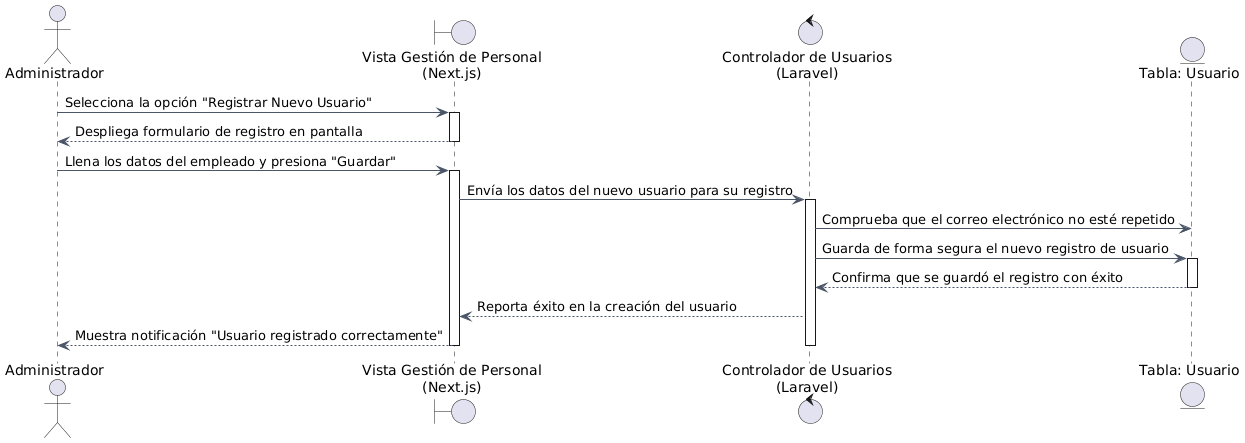 Administrador
Vista Gestión de Personal
(Next.js)
Controlador de Usuarios
(Laravel)
Tabla: Usuario
Selecciona la opción "Registrar Nuevo Usuario"
Despliega formulario de registro en pantalla
Llena los datos del empleado y presiona "Guardar"
Envía los datos del nuevo usuario para su registro
Comprueba que el correo electrónico no esté repetido
Guarda de forma segura el nuevo registro de usuario
Confirma que se guardó el registro con éxito
Reporta éxito en la creación del usuario
Muestra notificación "Usuario registrado correctamente"
Administrador
Vista Gestión de Personal
(Next.js)
Controlador de Usuarios
(Laravel)
Tabla: Usuario